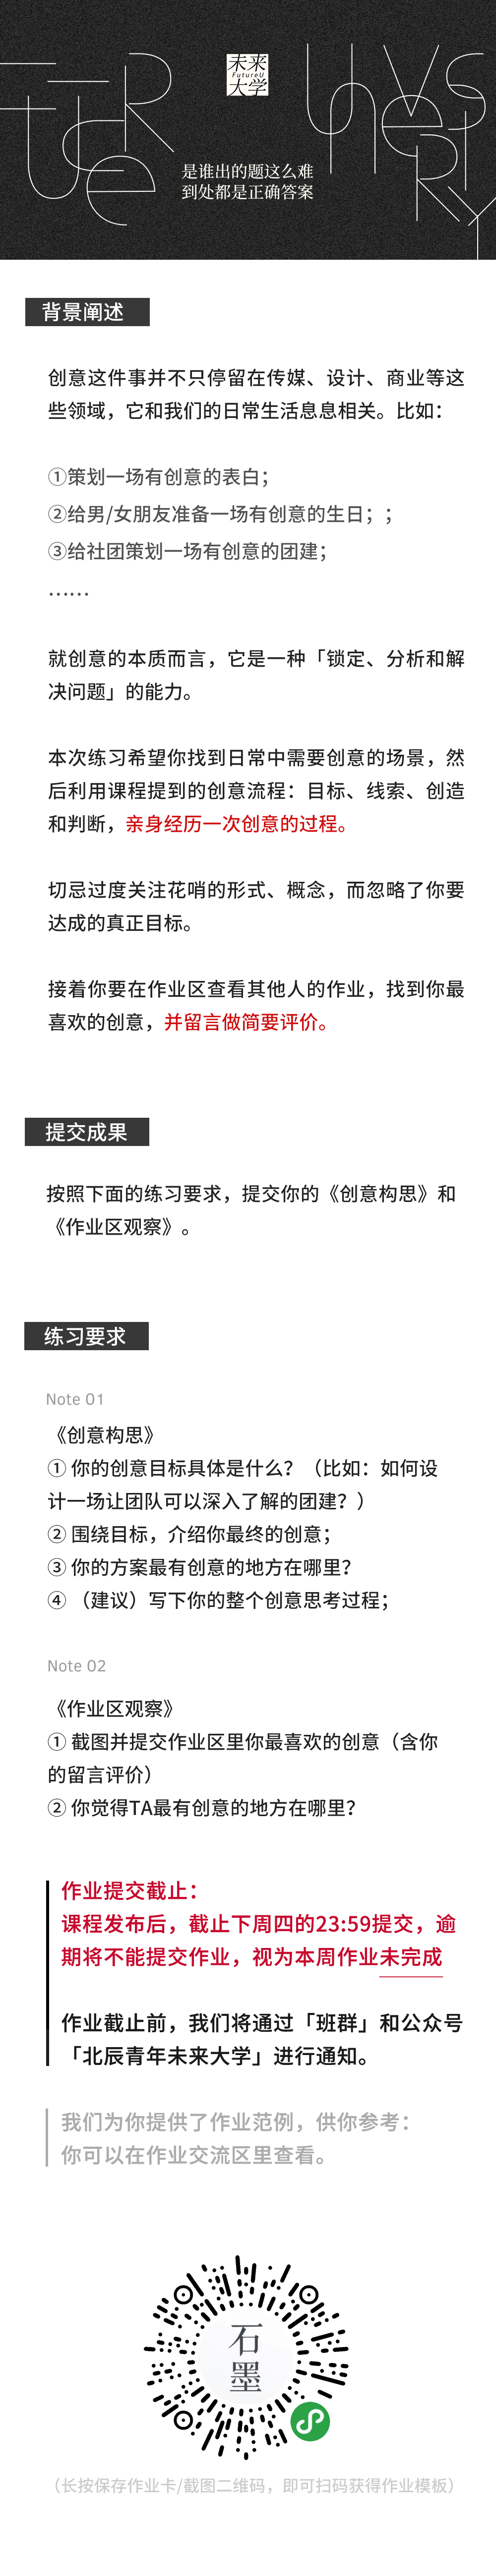 未来
FutureU
大学
FUTURE
UNIVERSITY
是谁出的题这么难
到处都是正确答案
背景阐述
创意这件事并不只停留在传媒、设计、商业等这
些领域，它和我们的日常生活息息相关。比如：
①策划一场有创意的表白；
②给男/女朋友准备一场有创意的生日；；
③给社团策划一场有创意的团建；
……
就创意的本质而言，它是一种「锁定、分析和解
决问题」的能力。
本次练习希望你找到日常中需要创意的场景，然
后利用课程提到的创意流程：目标、线索、创造
和判断，亲身经历一次创意的过程。
切忌过度关注花哨的形式、概念，而忽略了你要
达成的真正目标。
接着你要在作业区查看其他人的作业，找到你最
喜欢的创意，并留言做简要评价。
提交成果
按照下面的练习要求，提交你的《创意构思》和
《作业区观察》。
练习要求
Note 01
《创意构思》
① 你的创意目标具体是什么？（比如：如何设
计一场让团队可以深入了解的团建？）
② 围绕目标，介绍你最终的创意；
③ 你的方案最有创意的地方在哪里？
④ （建议）写下你的整个创意思考过程；
Note 02
《作业区观察》
① 截图并提交作业区里你最喜欢的创意（含你
的留言评价）
② 你觉得TA最有创意的地方在哪里？
作业提交截止：
课程发布后，截止下周四的23:59提交，逾
期将不能提交作业，视为本周作业未完成
作业截止前，我们将通过「班群」和公众号
「北辰青年未来大学」进行通知。
我们为你提供了作业范例，供你参考：
你可以在作业交流区里查看。
石
墨
（长按保存作业卡/截图二维码，即可扫码获得作业模板）